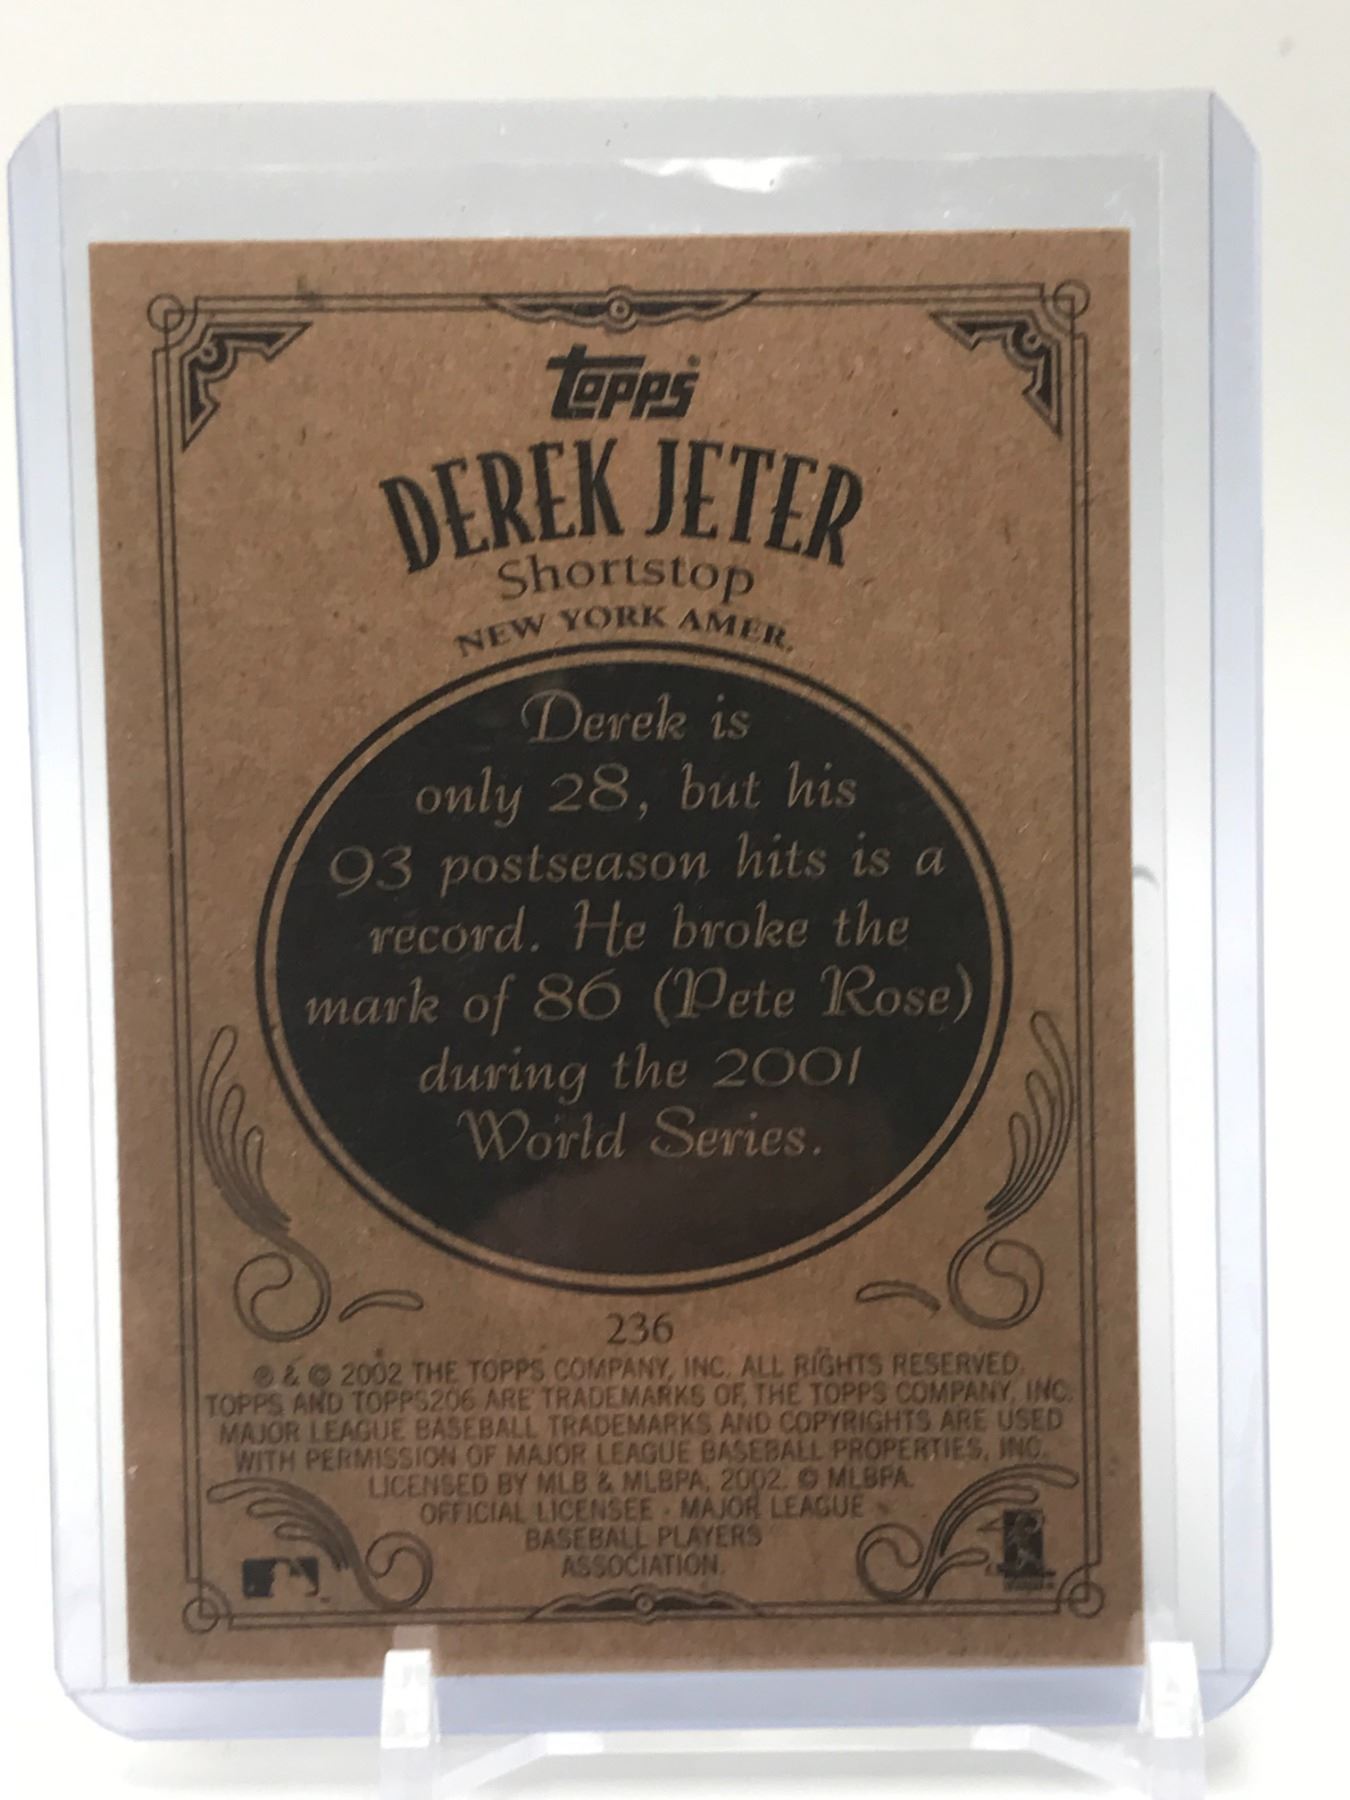 topps
DEREK JETER
Shortstop
NEW YORK AMER.
Derek is
only 28, but his
93 postseason hits is a
record. He broke the
mark of 86 (Pete Rose)
during the 2001
World Series.
236
® & © 2002 THE TOPPS COMPANY, INC. ALL RIGHTS RESERVED.
TOPPS AND TOPPS206 ARE TRADEMARKS OF THE TOPPS COMPANY, INC.
MAJOR LEAGUE BASEBALL TRADEMARKS AND COPYRIGHTS ARE USED
WITH PERMISSION OF MAJOR LEAGUE BASEBALL PROPERTIES, INC.
LICENSED BY MLB & MLBPA, 2002. © MLBPA.
OFFICIAL LICENSEE - MAJOR LEAGUE
BASEBALL PLAYERS
ASSOCIATION.